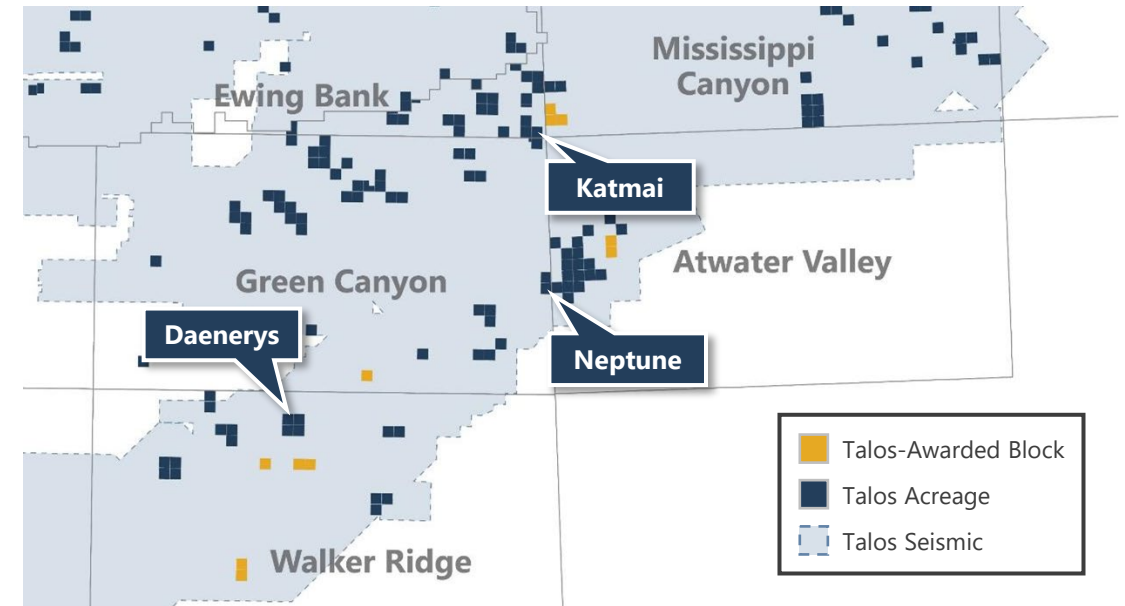 Mississippi
Canyon
Ewing Bank
Katmai
Atwater Valley
Green Canyon
Daenerys
Neptune
Talos-Awarded Block
Talos Acreage
Talos Seismic
Walker Ridge